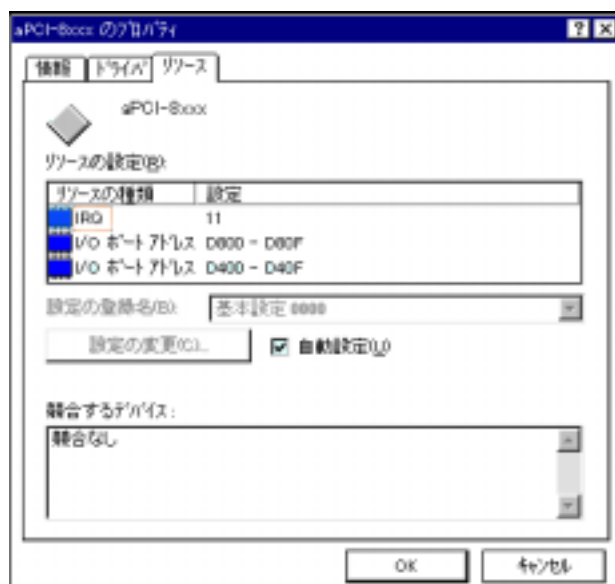 aPCI-8xxx のﾌﾟﾛﾊﾟﾃｨ
情報 ﾄﾞﾗｲﾊﾞ ﾘｿｰｽ
aPCI-8xxx
ﾘｿｰｽの設定(R):
ﾘｿｰｽの種類 設定
IRQ 11
I/O ﾎﾟｰﾄ ｱﾄﾞﾚｽ D800 - D80F
I/O ﾎﾟｰﾄ ｱﾄﾞﾚｽ D400 - D40F
設定の登録名(B): 基本設定 0000
設定の変更(C)... 自動設定(U)
競合するﾃﾞﾊﾞｲｽ:
競合なし
OK ｷｬﾝｾﾙ